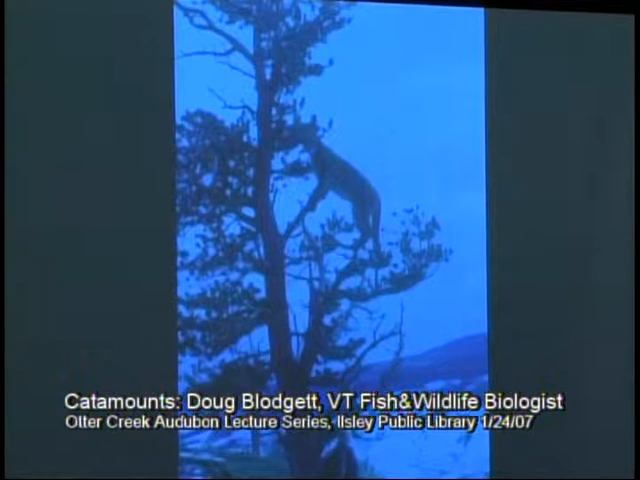 Catamounts: Doug Blodgett, VT Fish&Wildlife Biologist
Otter Creek Audubon Lecture Series, Ilsley Public Library 1/24/07